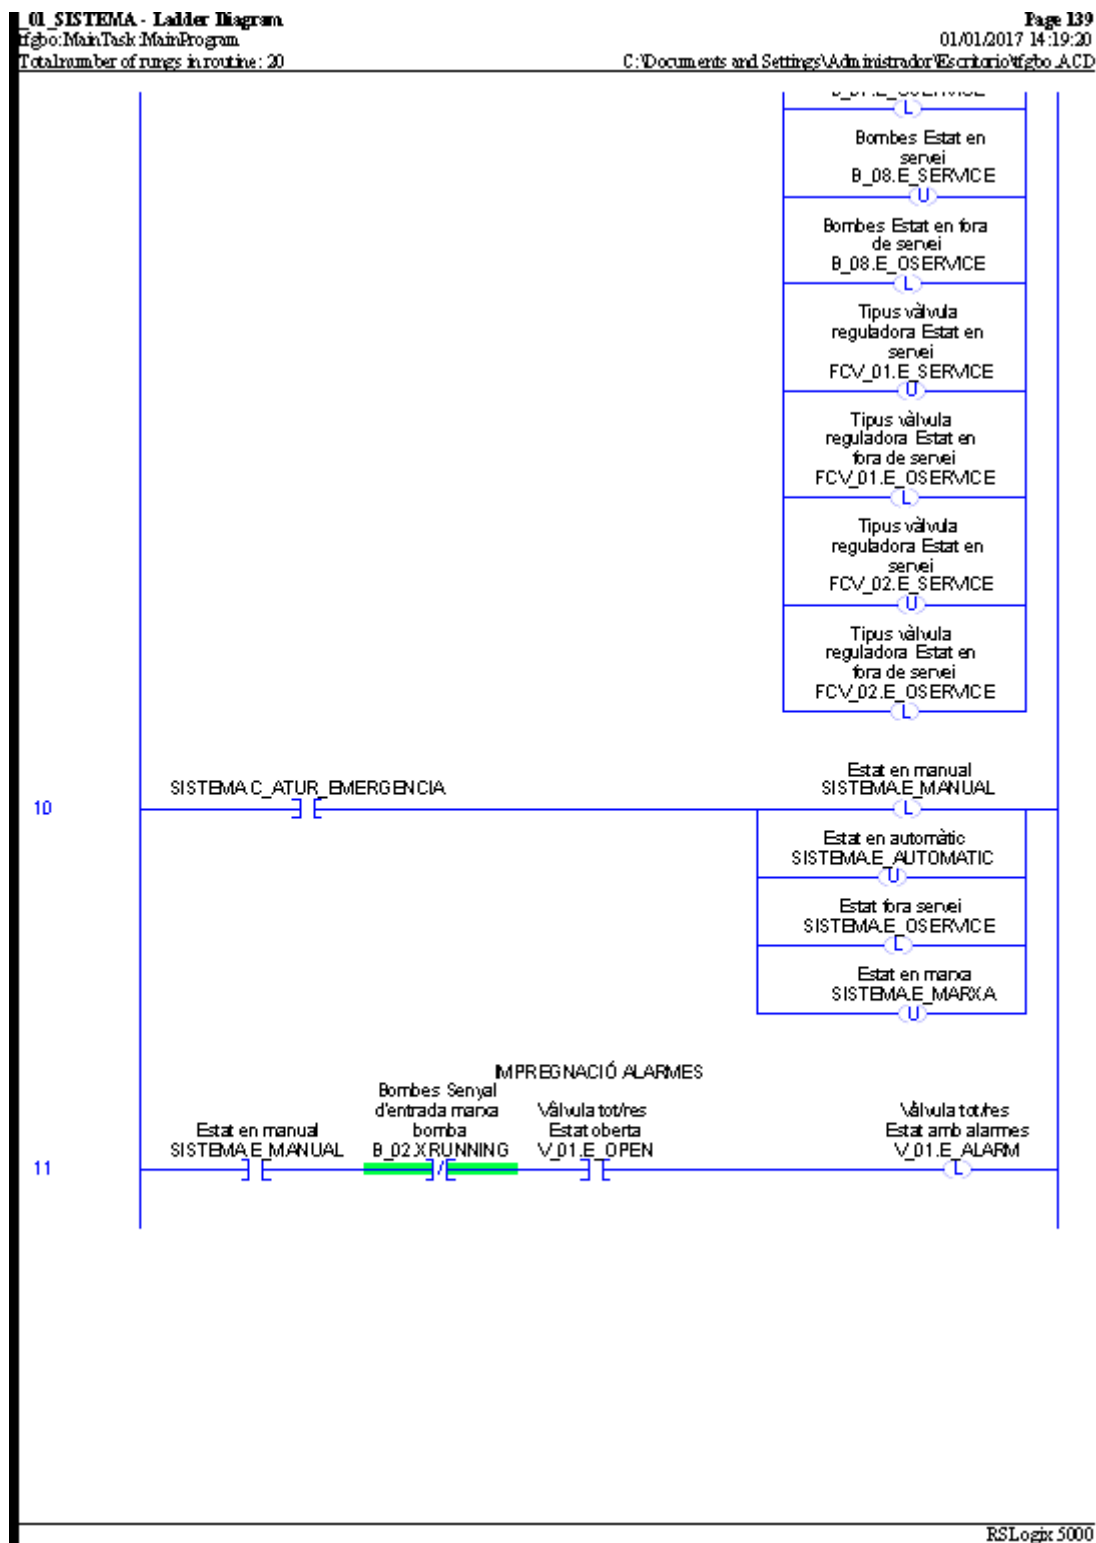 _01_SISTEMA - Ladder Diagram
Page 139
tfgbo:MainTask:MainProgram
01/01/2017 14:19:20
Total number of rungs in routine: 20
C:\Documents and Settings\Administrador\Escritorio\tfgbo.ACD
L
Bombes Estat en
servei
B_08.E_SERVICE
U
Bombes Estat en fora
de servei
B_08.E_OSERVICE
L
Tipus vàlvula
reguladora Estat en
servei
FCV_01.E_SERVICE
U
Tipus vàlvula
reguladora Estat en
fora de servei
FCV_01.E_OSERVICE
L
Tipus vàlvula
reguladora Estat en
servei
FCV_02.E_SERVICE
U
Tipus vàlvula
reguladora Estat en
fora de servei
FCV_02.E_OSERVICE
L
10
SISTEMA.C_ATUR_EMERGENCIA
Estat en manual
SISTEMA.E_MANUAL
L
Estat en automàtic
SISTEMA.E_AUTOMATIC
U
Estat fora servei
SISTEMA.E_OSERVICE
L
Estat en marxa
SISTEMA.E_MARXA
U
IMPREGNACIÓ ALARMES
11
Estat en manual
SISTEMA.E_MANUAL
Bombes Senyal
d'entrada marxa
bomba
B_02.XRUNNING
/
Vàlvula tot/res
Estat oberta
V_01.E_OPEN
Vàlvula tot/res
Estat amb alarmes
V_01.E_ALARM
L
RSLogix 5000